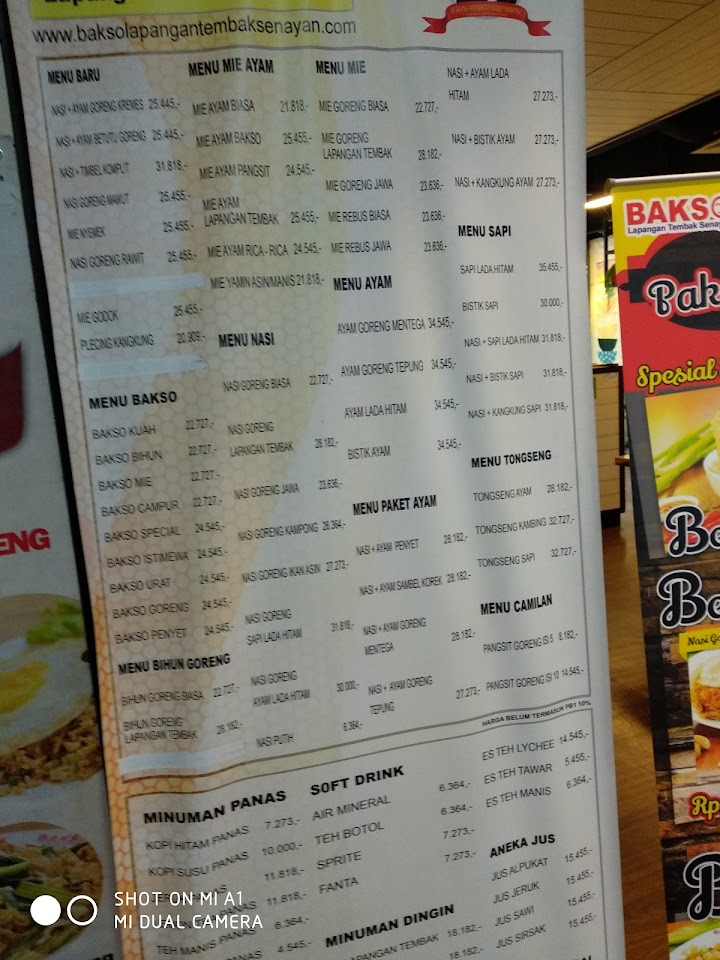 Lapang
www.baksolapangantembaksenayan.com
MENU BARU
NASI + AYAM GORENG KREMES 25.445,-
NASI + AYAM BETUTU GORENG 25.445,-
NASI + TIMBEL KOMPLIT 31.818,-
NASI GORENG MAWUT 25.455,-
MIE NYEMEK 25.455,-
NASI GORENG RAWIT 25.455,-
MIE GODOK 25.455,-
PLECING KANGKUNG 20.909,-
MENU BAKSO
BAKSO KUAH 22.727,-
BAKSO BIHUN 22.727,-
BAKSO MIE 22.727,-
BAKSO CAMPUR 22.727,-
BAKSO SPECIAL 24.545,-
BAKSO ISTIMEWA 24.545,-
BAKSO URAT 24.545,-
BAKSO GORENG 24.545,-
BAKSO PENYET 24.545,-
MENU BIHUN GORENG
BIHUN GORENG BIASA 22.727,-
BIHUN GORENG
LAPANGAN TEMBAK 28.182,-
MENU MIE AYAM
MIE AYAM BIASA 21.818,-
MIE AYAM BAKSO 25.455,-
MIE AYAM PANGSIT 24.545,-
MIE AYAM
LAPANGAN TEMBAK 25.455,-
MIE AYAM RICA - RICA 24.545,-
MIE YAMIN ASIN/MANIS 21.818,-
MENU NASI
NASI GORENG BIASA 22.727,-
NASI GORENG
LAPANGAN TEMBAK 28.182,-
NASI GORENG JAWA 23.636,-
NASI GORENG KAMPONG 26.364,-
NASI GORENG IKAN ASIN 27.273,-
NASI GORENG
SAPI LADA HITAM 31.818,-
NASI GORENG
AYAM LADA HITAM 30.000,-
NASI PUTIH 6.364,-
MENU MIE
MIE GORENG BIASA 22.727,-
MIE GORENG
LAPANGAN TEMBAK 28.182,-
MIE GORENG JAWA 23.636,-
MIE REBUS BIASA 23.636,-
MIE REBUS JAWA 23.636,-
MENU AYAM
AYAM GORENG MENTEGA 34.545,-
AYAM GORENG TEPUNG 34.545,-
AYAM LADA HITAM 34.545,-
BISTIK AYAM 34.545,-
MENU PAKET AYAM
NASI + AYAM PENYET 28.182,-
NASI + AYAM SAMBEL KOREK 28.182,-
NASI + AYAM GORENG
MENTEGA 28.182,-
NASI + AYAM GORENG
TEPUNG 27.273,-
NASI + AYAM LADA
HITAM 27.273,-
NASI + BISTIK AYAM 27.273,-
NASI + KANGKUNG AYAM 27.273,-
MENU SAPI
SAPI LADA HITAM 35.455,-
BISTIK SAPI 30.000,-
NASI + SAPI LADA HITAM 31.818,-
NASI + BISTIK SAPI 31.818,-
NASI + KANGKUNG SAPI 31.818,-
MENU TONGSENG
TONGSENG AYAM 28.182,-
TONGSENG KAMBING 32.727,-
TONGSENG SAPI 32.727,-
MENU CAMILAN
PANGSIT GORENG ISI 5 8.182,-
PANGSIT GORENG ISI 10 14.545,-
HARGA BELUM TERMASUK PB1 10%
MINUMAN PANAS
KOPI HITAM PANAS 7.273,-
KOPI SUSU PANAS 10.000,-
11.818,-
PANAS 11.818,-
TEH MANIS PANAS 6.364,-
PANAS 4.545,-
SOFT DRINK
AIR MINERAL 6.364,-
TEH BOTOL 6.364,-
SPRITE 7.273,-
FANTA 7.273,-
MINUMAN DINGIN
TEMBAK 18.182,-
18.182,-
ES TEH LYCHEE 14.545,-
ES TEH TAWAR 5.455,-
ES TEH MANIS 6.364,-
ANEKA JUS
JUS ALPUKAT 15.455,-
JUS JERUK 15.455,-
JUS SAWI 15.455,-
JUS SIRSAK 15.455,-
ENG
BAKS
Lapangan Tembak Senay
Pak
Spesial
Ba
Ba
Nasi Go
Rp
B
SHOT ON MI A1
MI DUAL CAMERA